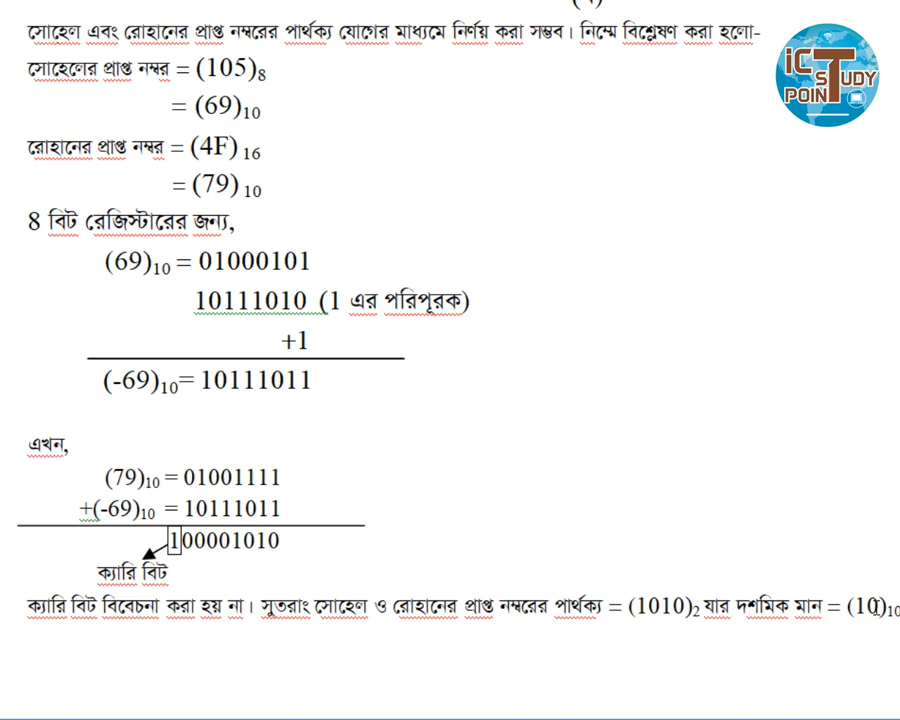 সোহেল এবং রোহানের প্রাপ্ত নম্বরের পার্থক্য যোগের মাধ্যমে নির্ণয় করা সম্ভব। নিম্মে বিশ্লেষণ করা হলো-
iC STUDY POINT
সোহেলের প্রাপ্ত নম্বর = (105)₈
= (69)₁₀
রোহানের প্রাপ্ত নম্বর = (4F) ₁₆
= (79) ₁₀
8 বিট রেজিস্টারের জন্য,
(69)₁₀ = 01000101
10111010 (1 এর পরিপূরক)
+1
(-69)₁₀= 10111011
এখন,
(79)₁₀ = 01001111
+(-69)₁₀ = 10111011
100001010
ক্যারি বিট
ক্যারি বিট বিবেচনা করা হয় না। সুতরাং সোহেল ও রোহানের প্রাপ্ত নম্বরের পার্থক্য = (1010)₂ যার দশমিক মান = (10)₁₀